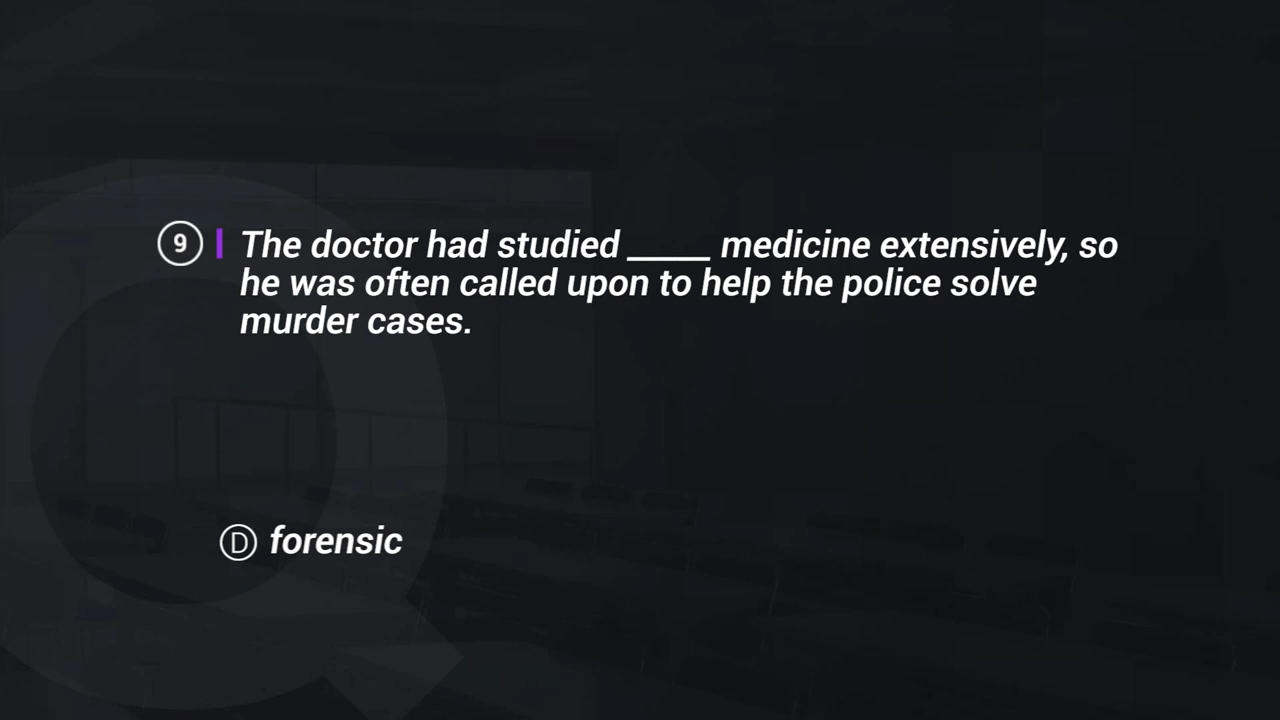 9 The doctor had studied _____ medicine extensively, so
he was often called upon to help the police solve
murder cases.
D forensic